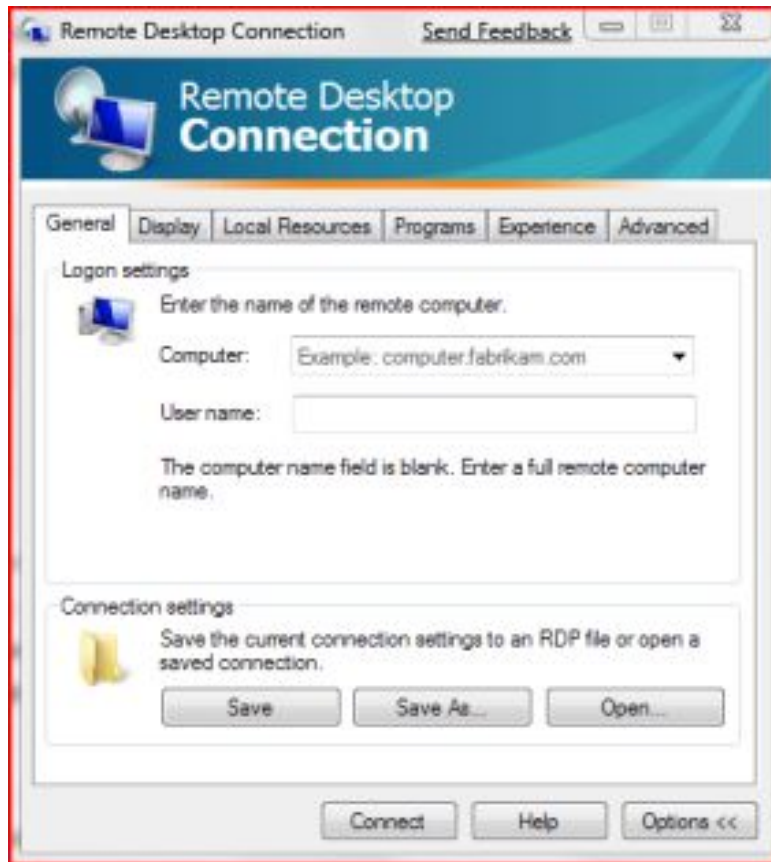 Remote Desktop Connection Send Feedback
Remote Desktop
Connection
General Display Local Resources Programs Experience Advanced
Logon settings
Enter the name of the remote computer.
Computer: Example: computer.fabrikam.com
User name:
The computer name field is blank. Enter a full remote computer
name.
Connection settings
Save the current connection settings to an RDP file or open a
saved connection.
Save Save As... Open...
Connect Help Options <<